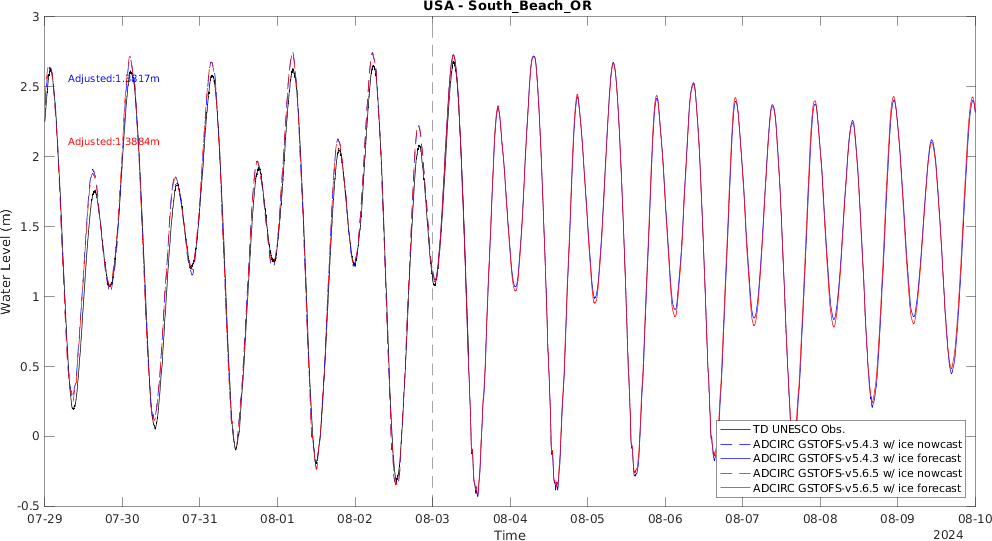 USA - South_Beach_OR
3
2.5
2
1.5
1
0.5
0
-0.5
Water Level (m)
Adjusted:1.3817m
Adjusted:1.3884m
TD UNESCO Obs.
ADCIRC GSTOFS-v5.4.3 w/ ice nowcast
ADCIRC GSTOFS-v5.4.3 w/ ice forecast
ADCIRC GSTOFS-v5.6.5 w/ ice nowcast
ADCIRC GSTOFS-v5.6.5 w/ ice forecast
07-29 07-30 07-31 08-01 08-02 08-03 08-04 08-05 08-06 08-07 08-08 08-09 08-10
Time
2024